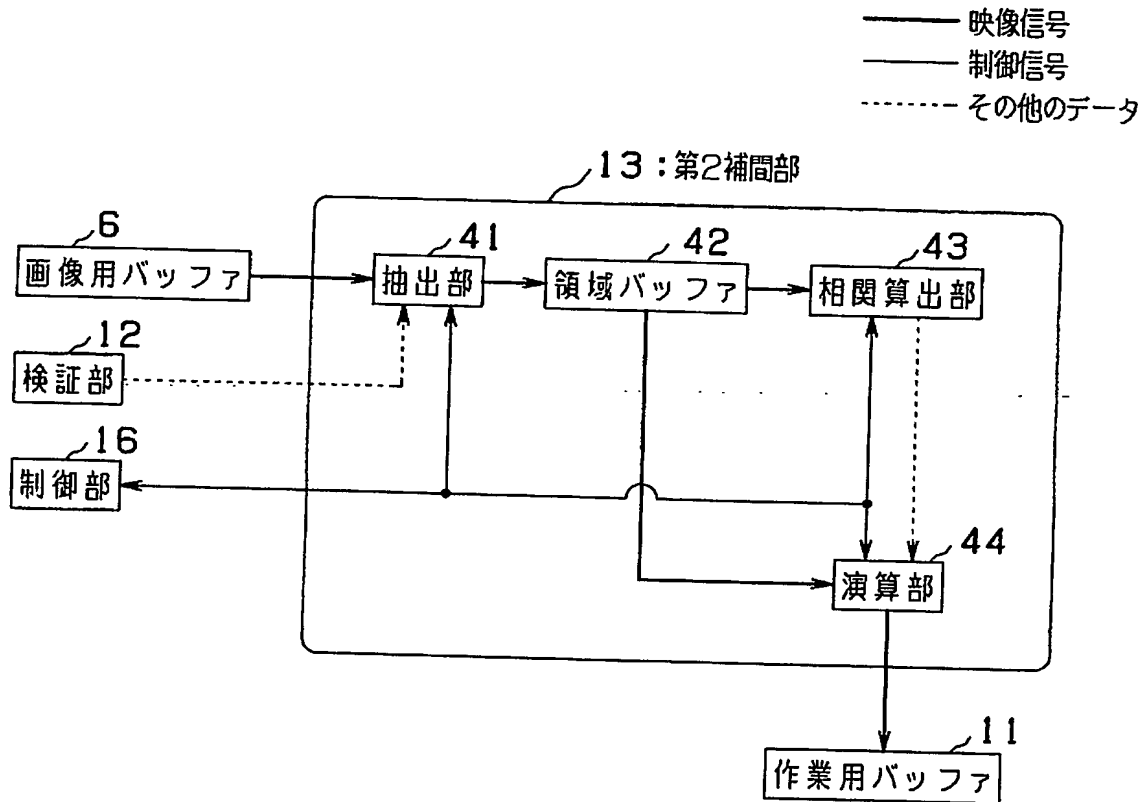 映像信号
制御信号
その他のデータ
13:第2補間部
6
画像用バッファ
41
抽出部
42
領域バッファ
43
相関算出部
12
検証部
16
制御部
44
演算部
11
作業用バッファ